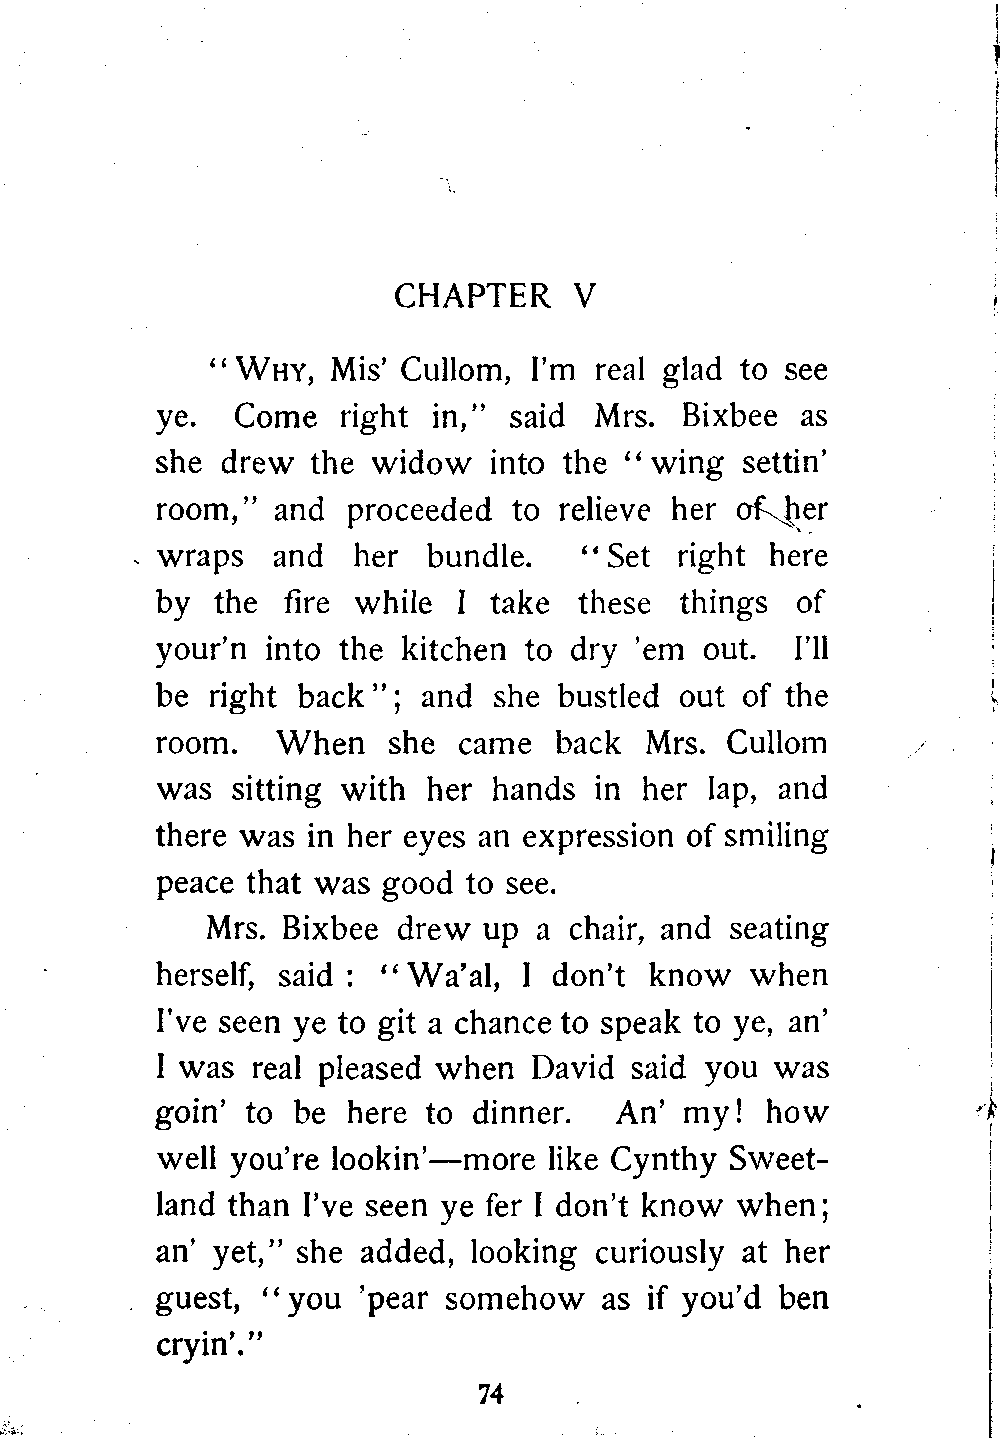 CHAPTER V
“WHY, Mis’ Cullom, I’m real glad to see
ye. Come right in,” said Mrs. Bixbee as
she drew the widow into the “wing settin’
room,” and proceeded to relieve her of her
wraps and her bundle. “Set right here
by the fire while I take these things of
your’n into the kitchen to dry ’em out. I’ll
be right back”; and she bustled out of the
room. When she came back Mrs. Cullom
was sitting with her hands in her lap, and
there was in her eyes an expression of smiling
peace that was good to see.
Mrs. Bixbee drew up a chair, and seating
herself, said : “Wa’al, I don’t know when
I’ve seen ye to git a chance to speak to ye, an’
I was real pleased when David said you was
goin’ to be here to dinner. An’ my! how
well you’re lookin’—more like Cynthy Sweet-
land than I’ve seen ye fer I don’t know when;
an’ yet,” she added, looking curiously at her
guest, “you ’pear somehow as if you’d ben
cryin’.”
74